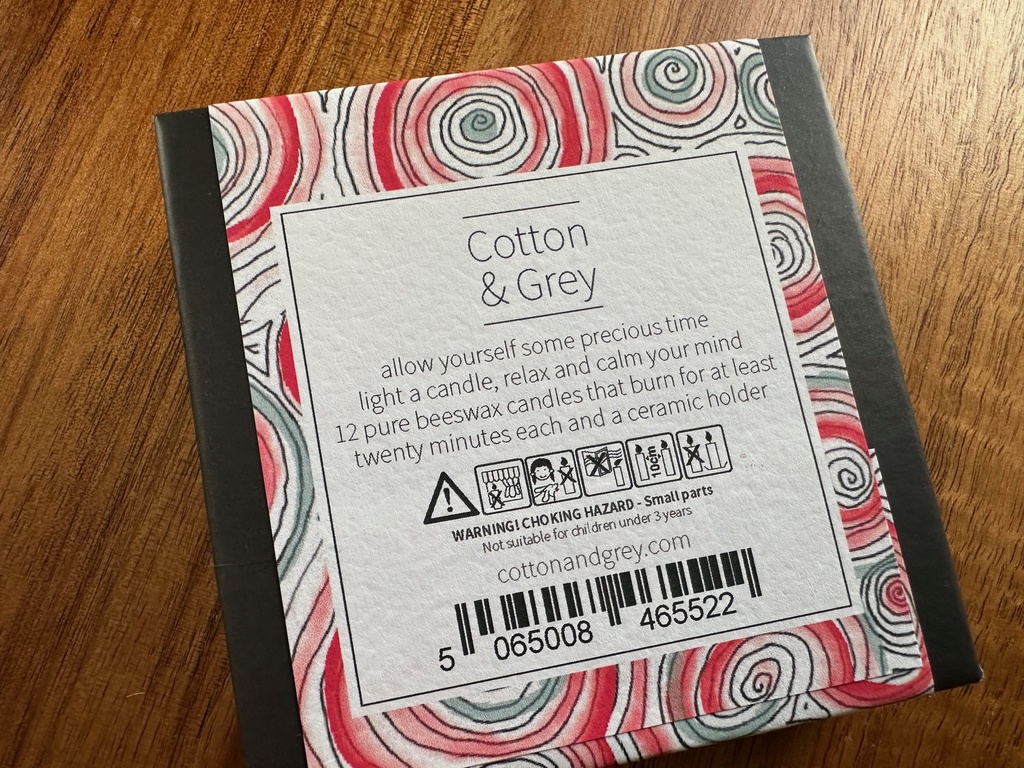 Cotton
& Grey
allow yourself some precious time
light a candle, relax and calm your mind
12 pure beeswax candles that burn for at least
twenty minutes each and a ceramic holder
10cm
WARNING! CHOKING HAZARD - Small parts
Not suitable for children under 3 years
cottonandgrey.com
5 065008 465522